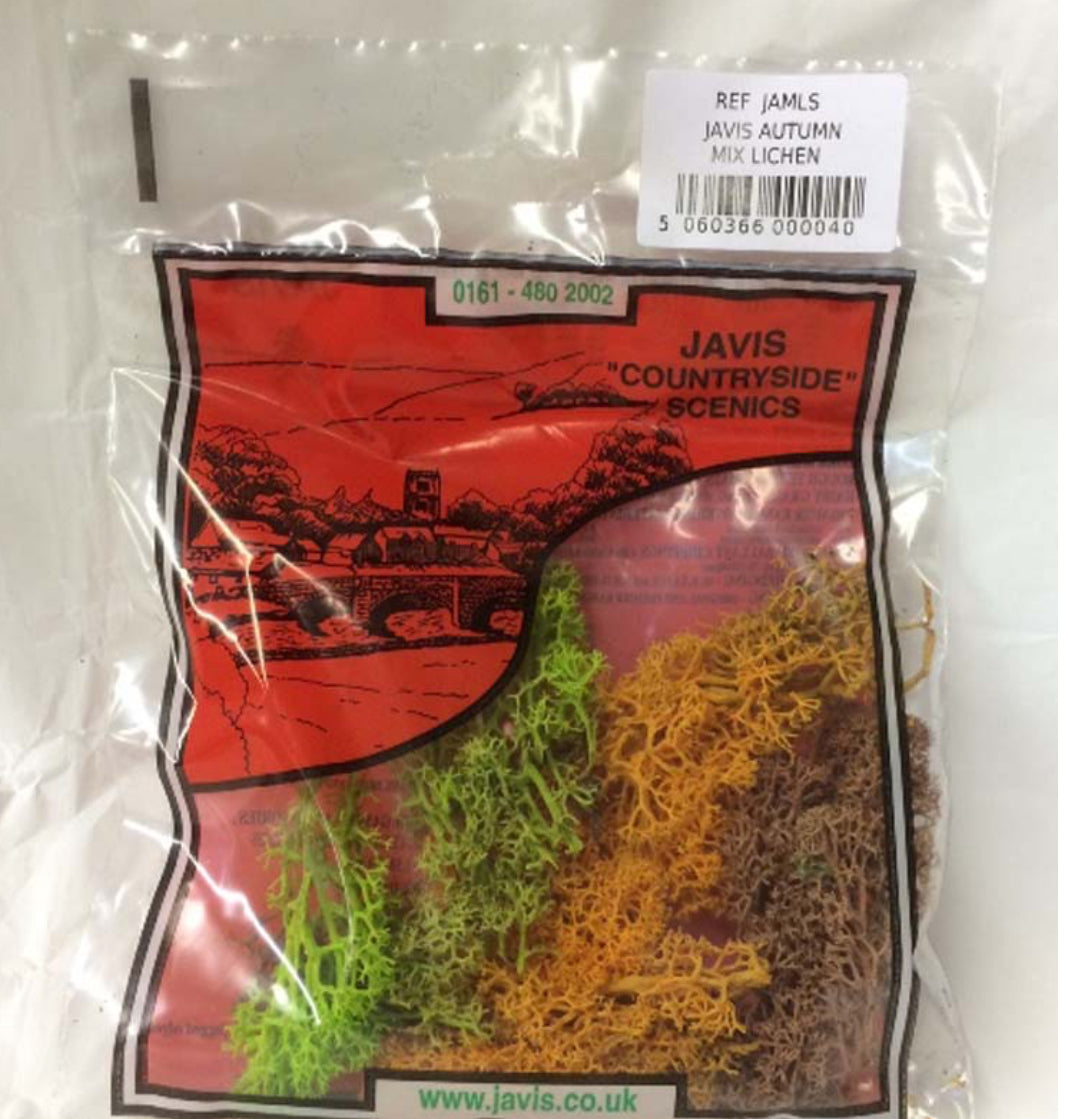 REF JAMLS
JAVIS AUTUMN
MIX LICHEN
5 060366 000040
0161 - 480 2002
JAVIS
"COUNTRYSIDE"
SCENICS
www.javis.co.uk